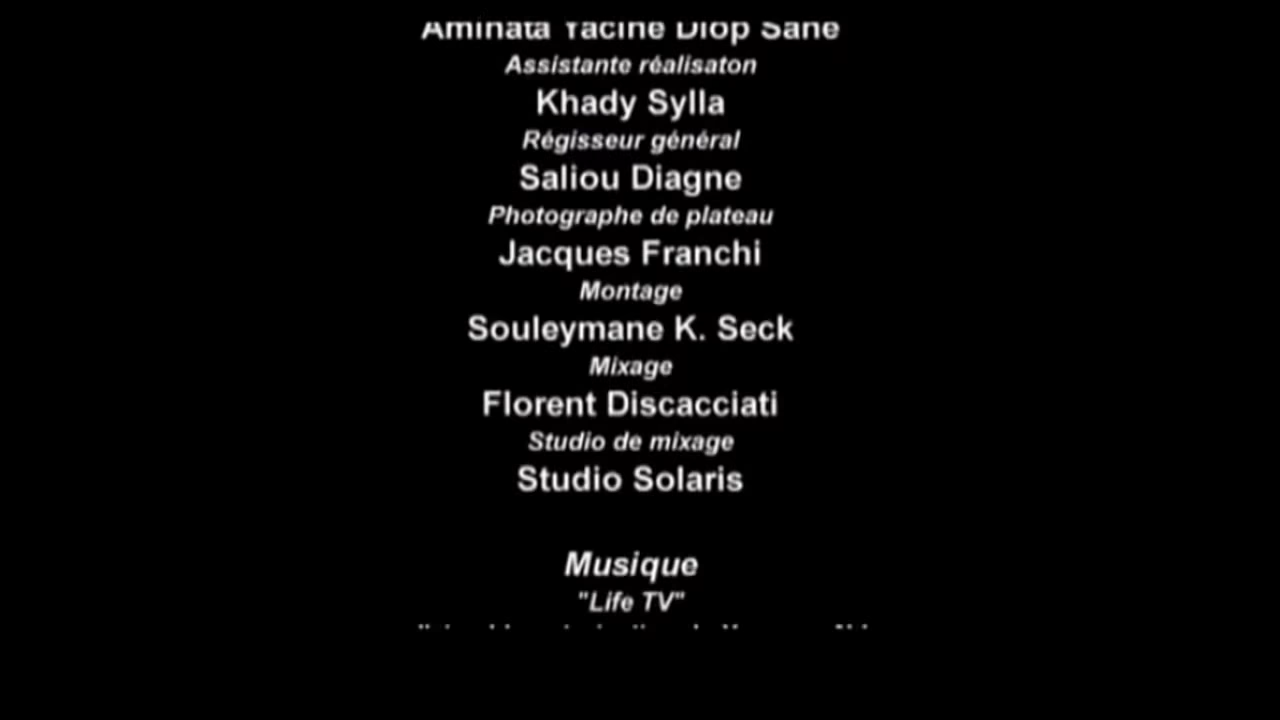 Aminata Yacine Diop Sane
Assistante réalisaton
Khady Sylla
Régisseur général
Saliou Diagne
Photographe de plateau
Jacques Franchi
Montage
Souleymane K. Seck
Mixage
Florent Discacciati
Studio de mixage
Studio Solaris
Musique
"Life TV"